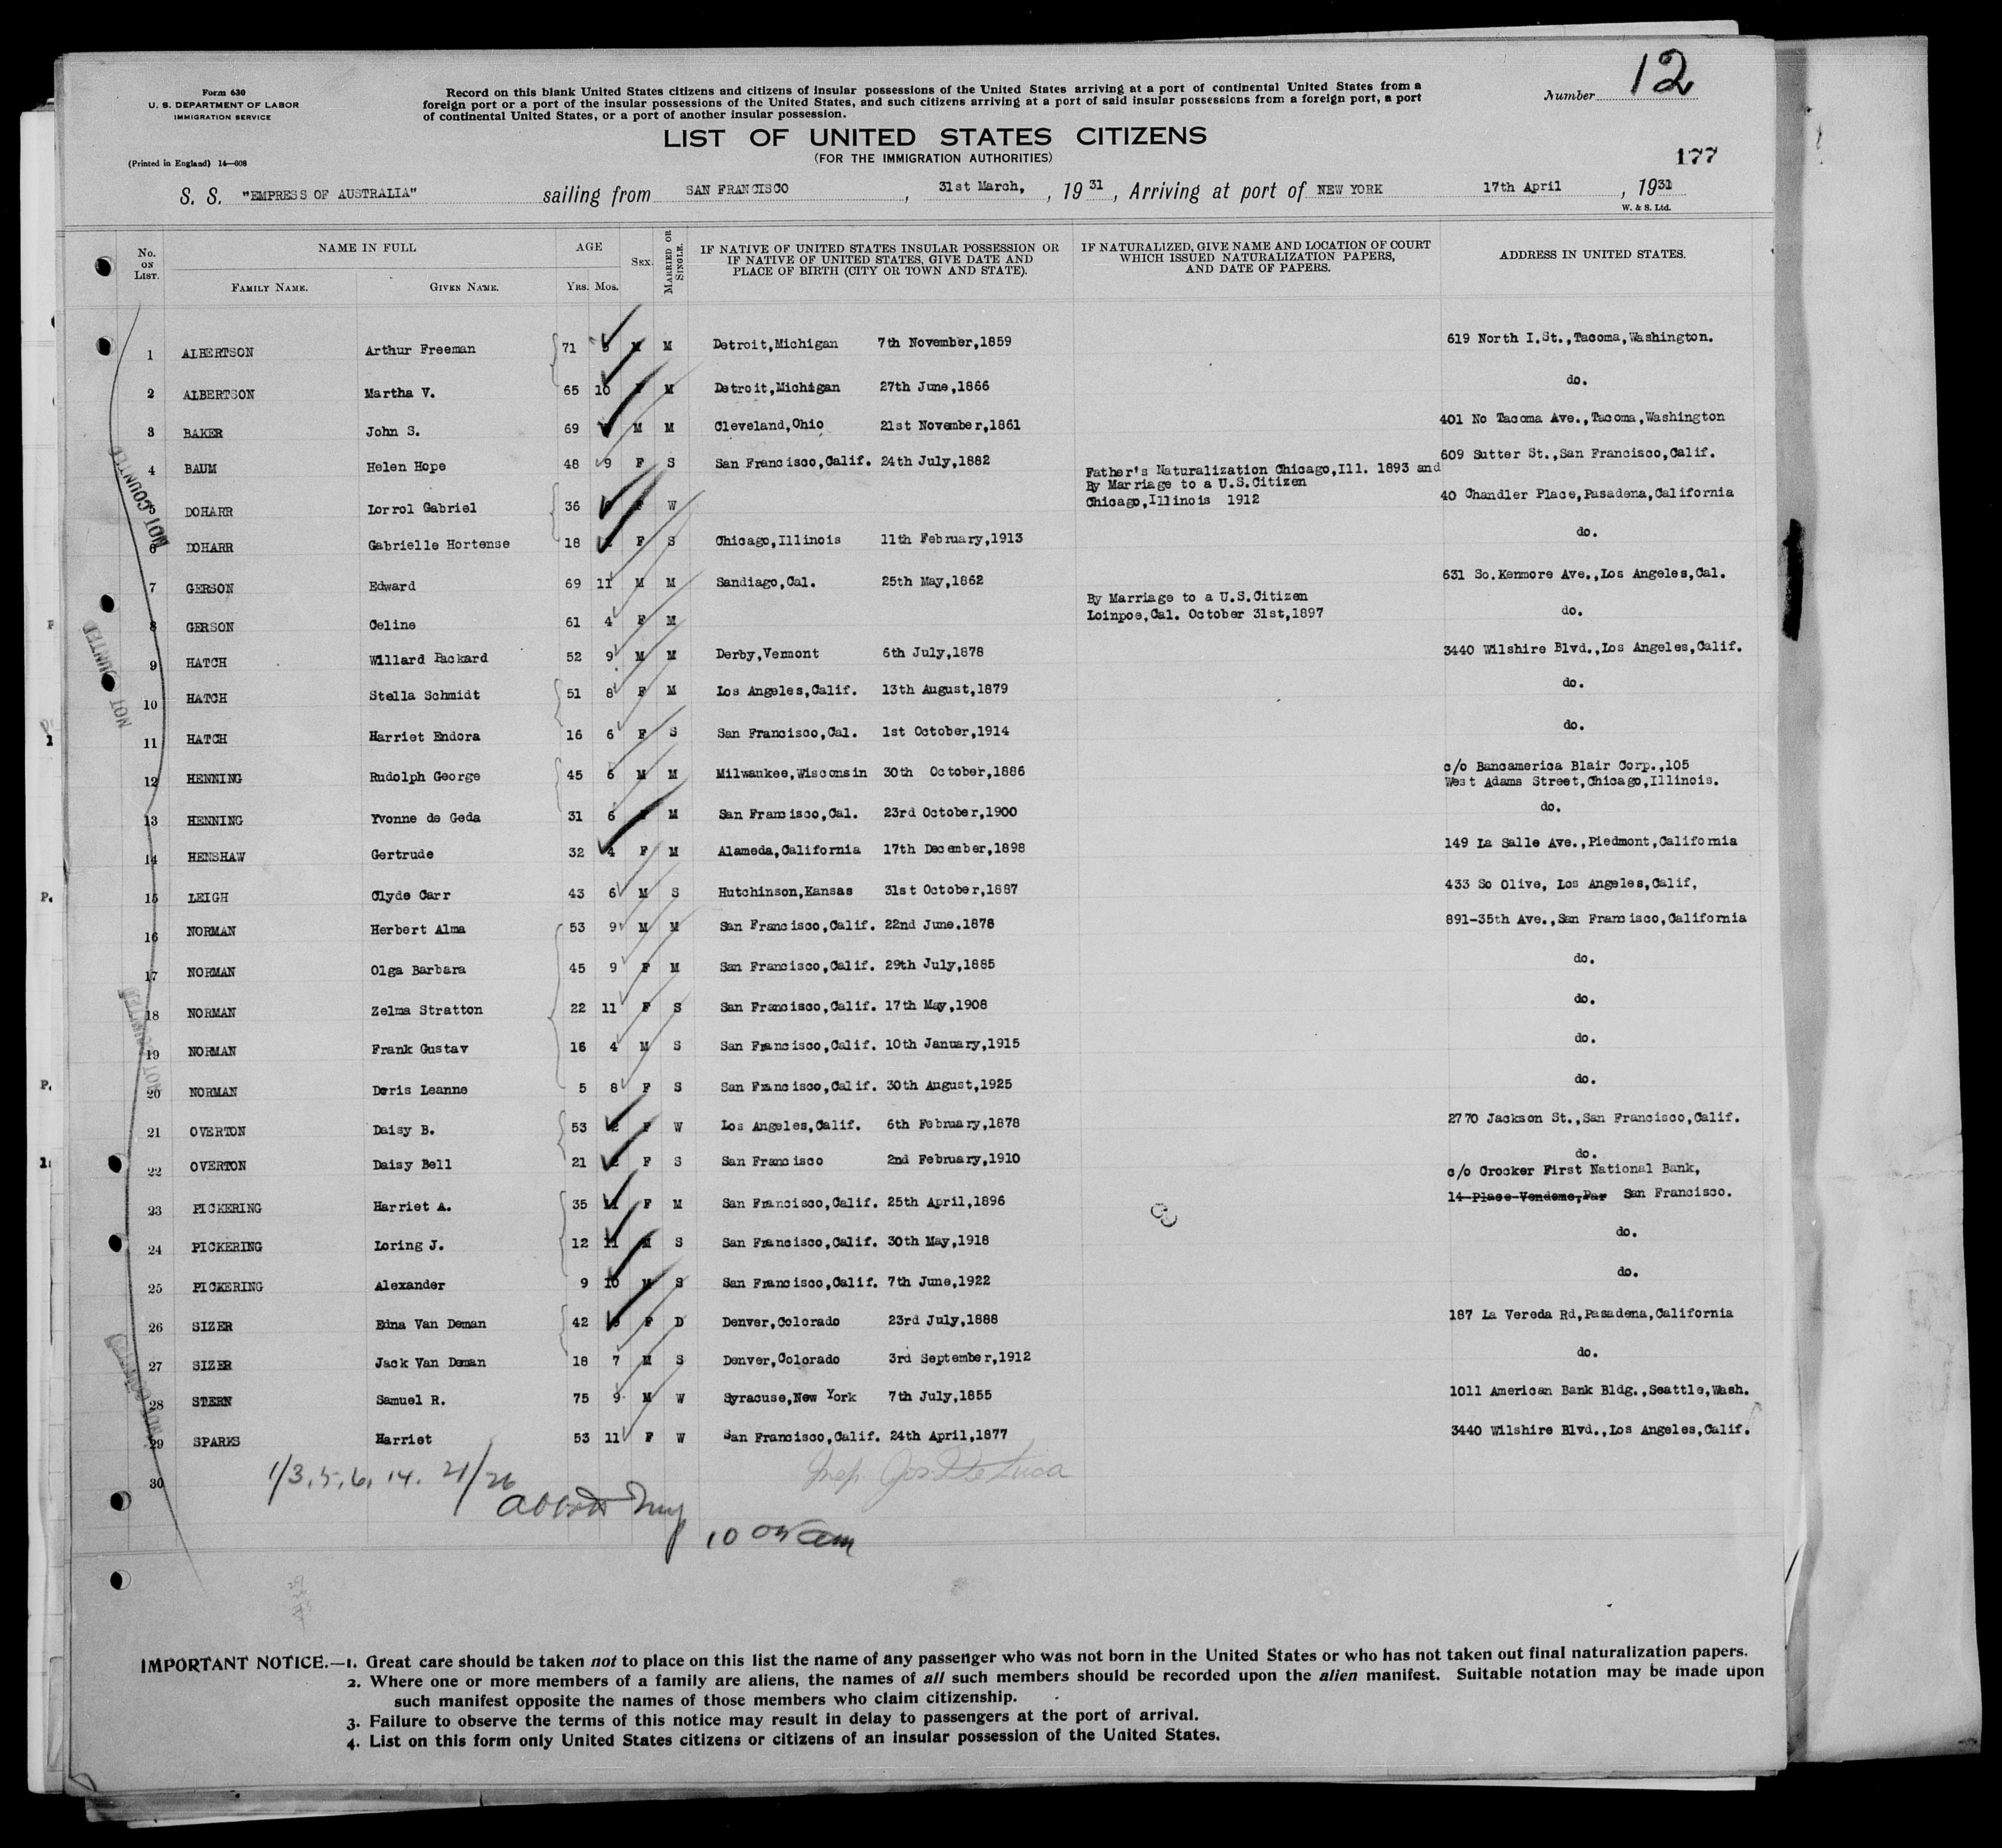 Form 630
U. S. DEPARTMENT OF LABOR
IMMIGRATION SERVICE
(Printed in England) 14—608
Record on this blank United States citizens and citizens of insular possessions of the United States arriving at a port of continental United States from a
foreign port or a port of the insular possessions of the United States, and such citizens arriving at a port of said insular possessions from a foreign port, a port
of continental United States, or a port of another insular possession.
LIST OF UNITED STATES CITIZENS
(FOR THE IMMIGRATION AUTHORITIES)
Number 12
177
S. S. "EMPRESS OF AUSTRALIA" sailing from SAN FRANCISCO, 31st March, , 1931, Arriving at port of NEW YORK 17th April, 1931
W. & S. Ltd.
No. ON LIST. NAME IN FULL AGE SEX. MARRIED OR SINGLE. IF NATIVE OF UNITED STATES INSULAR POSSESSION OR IF NATIVE OF UNITED STATES, GIVE DATE AND PLACE OF BIRTH (CITY OR TOWN AND STATE). IF NATURALIZED, GIVE NAME AND LOCATION OF COURT WHICH ISSUED NATURALIZATION PAPERS, AND DATE OF PAPERS. ADDRESS IN UNITED STATES.
FAMILY NAME. GIVEN NAME. YRS. MOS.
1 ALBERTSON Arthur Freeman 71 5 M M Detroit,Michigan 7th November,1859 619 North I.St.,Tacoma,Washington.
2 ALBERTSON Martha V. 65 10 F M Detroit,Michigan 27th June,1866 do.
3 BAKER John S. 69 M M Cleveland,Ohio 21st November,1861 401 No Tacoma Ave.,Tacoma,Washington
4 BAUM Helen Hope 48 9 F S San Francisco,Calif. 24th July,1882 609 Sutter St.,San Francisco,Calif.
Father's Naturalization Chicago,Ill. 1893 and
By Marriage to a U.S.Citizen
5 DOHARR Lorrol Gabriel 36 F W Chicago,Illinois 1912 40 Chandler Place,Pasadena,California
6 DOHARR Gabrielle Hortense 18 F S Chicago,Illinois 11th February,1913 do.
7 GERSON Edward 69 11 M M Sandiago,Cal. 25th May,1862 631 So.Kenmore Ave.,Los Angeles,Cal.
By Marriage to a U.S.Citizen
8 GERSON Celine 61 4 F M Loinpoe,Cal. October 31st,1897 do.
9 HATCH Willard Packard 52 9 M M Derby,Vermont 6th July,1878 3440 Wilshire Blvd.,Los Angeles,Calif.
10 HATCH Stella Schmidt 51 8 F M Los Angeles,Calif. 13th August,1879 do.
11 HATCH Harriet Endora 16 6 F S San Francisco,Cal. 1st October,1914 do.
12 HENNING Rudolph George 45 6 M M Milwaukee,Wisconsin 30th October,1886 c/o Bancamerica Blair Corp.,105
West Adams Street,Chicago,Illinois.
13 HENNING Yvonne de Geda 31 6 M San Francisco,Cal. 23rd October,1900 do.
14 HENSHAW Gertrude 32 4 F M Alameda,California 17th December,1898 149 La Salle Ave.,Piedmont,California
15 LEIGH Clyde Carr 43 6 M S Hutchinson,Kansas 31st October,1887 433 So Olive, Los Angeles,Calif,
16 NORMAN Herbert Alma 53 9 M M San Francisco,Calif. 22nd June.1878 891-35th Ave.,San Francisco,California
17 NORMAN Olga Barbara 45 9 F M San Francisco,Calif. 29th July,1885 do.
18 NORMAN Zelma Stratton 22 11 F S San Francisco,Calif. 17th May,1908 do.
19 NORMAN Frank Gustav 16 4 M S San Francisco,Calif. 10th January,1915 do.
20 NORMAN Doris Leanne 5 8 F S San Francisco,Calif. 30th August,1925 do.
21 OVERTON Daisy B. 53 2 F W Los Angeles,Calif. 6th February,1878 2770 Jackson St.,San Francisco,Calif.
22 OVERTON Daisy Bell 21 2 F S San Francisco 2nd February,1910 do.
c/o Crocker First National Bank,
23 PICKERING Harriet A. 35 11 F M San Francisco,Calif. 25th April,1896 14 Place Vendome,Par San Francisco.
24 PICKERING Loring J. 12 11 M S San Francisco,Calif. 30th May,1918 do.
25 PICKERING Alexander 9 10 M S San Francisco,Calif. 7th June,1922 do.
26 SIZER Edna Van Deman 42 F D Denver,Colorado 23rd July,1888 187 La Vereda Rd,Pasadena,California
27 SIZER Jack Van Deman 18 7 M S Denver,Colorado 3rd September,1912 do.
28 STERN Samuel R. 75 9 M W Syracuse,New York 7th July,1855 1011 American Bank Bldg.,Seattle,Wash.
29 SPARKS Harriet 53 11 F W San Francisco,Calif. 24th April,1877 3440 Wilshire Blvd.,Los Angeles,Calif.
30
NOT COUNTED
NOT COUNTED
1/3, 5, 6, 14. 21/26
Insp. Jos De Luca
10 am
IMPORTANT NOTICE.—1. Great care should be taken not to place on this list the name of any passenger who was not born in the United States or who has not taken out final naturalization papers.
2. Where one or more members of a family are aliens, the names of all such members should be recorded upon the alien manifest. Suitable notation may be made upon
such manifest opposite the names of those members who claim citizenship.
3. Failure to observe the terms of this notice may result in delay to passengers at the port of arrival.
4. List on this form only United States citizens or citizens of an insular possession of the United States.